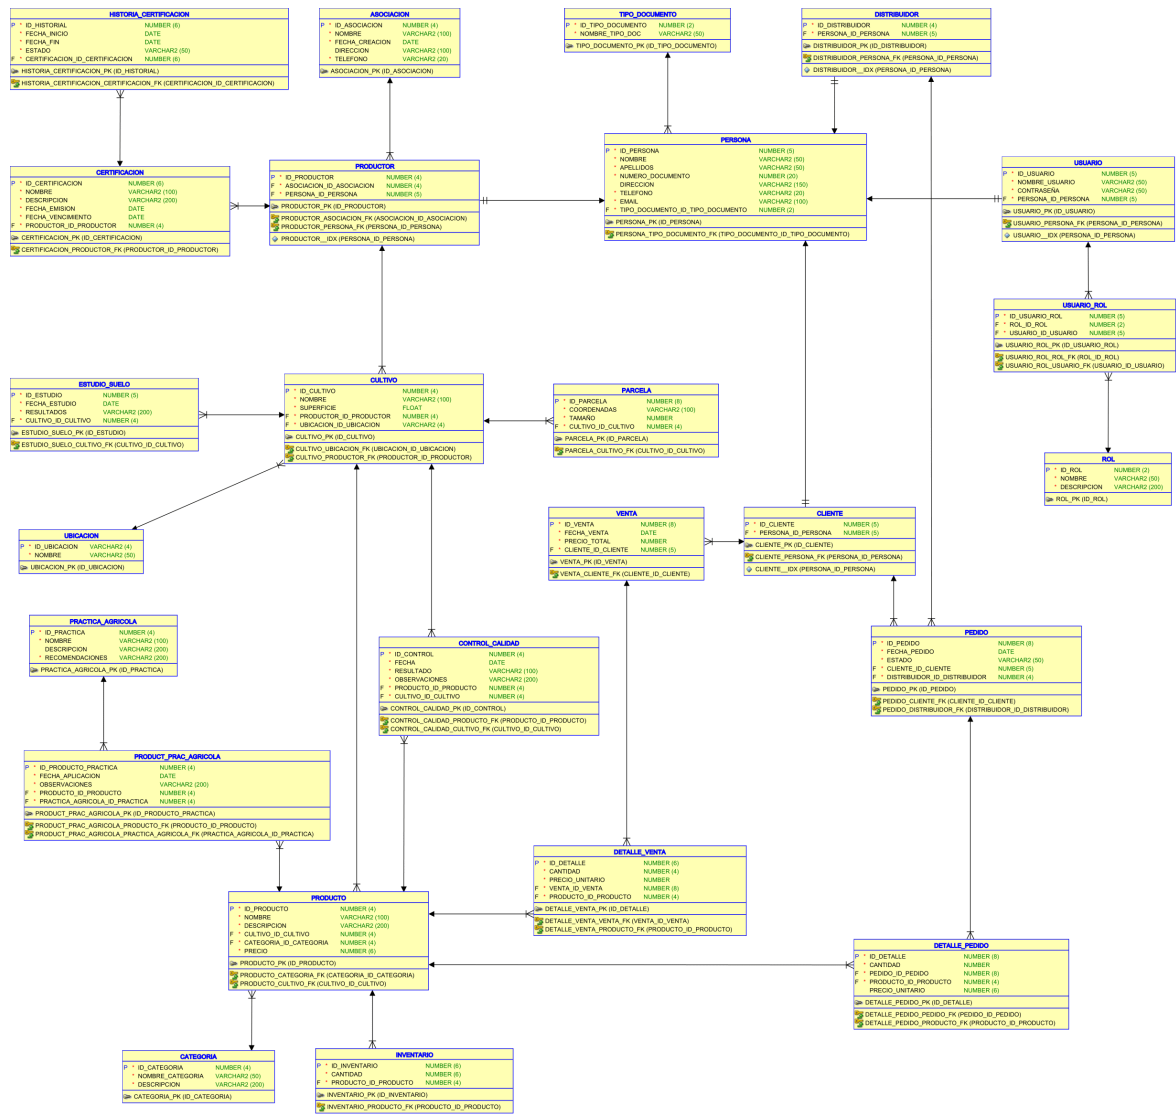 HISTORIA_CERTIFICACION
P * ID_HISTORIAL NUMBER (6)
* FECHA_INICIO DATE
* FECHA_FIN DATE
* ESTADO VARCHAR2 (50)
F * CERTIFICACION_ID_CERTIFICACION NUMBER (6)
HISTORIA_CERTIFICACION_PK (ID_HISTORIAL)
HISTORIA_CERTIFICACION_CERTIFICACION_FK (CERTIFICACION_ID_CERTIFICACION)
ASOCIACION
P * ID_ASOCIACION NUMBER (4)
* NOMBRE VARCHAR2 (100)
* FECHA_CREACION DATE
DIRECCION VARCHAR2 (100)
* TELEFONO VARCHAR2 (20)
ASOCIACION_PK (ID_ASOCIACION)
TIPO_DOCUMENTO
P * ID_TIPO_DOCUMENTO NUMBER (2)
* NOMBRE_TIPO_DOC VARCHAR2 (50)
TIPO_DOCUMENTO_PK (ID_TIPO_DOCUMENTO)
DISTRIBUIDOR
P * ID_DISTRIBUIDOR NUMBER (4)
F * PERSONA_ID_PERSONA NUMBER (5)
DISTRIBUIDOR_PK (ID_DISTRIBUIDOR)
DISTRIBUIDOR_PERSONA_FK (PERSONA_ID_PERSONA)
DISTRIBUIDOR__IDX (PERSONA_ID_PERSONA)
CERTIFICACION
P * ID_CERTIFICACION NUMBER (6)
* NOMBRE VARCHAR2 (100)
* DESCRIPCION VARCHAR2 (200)
* FECHA_EMISION DATE
* FECHA_VENCIMIENTO DATE
F * PRODUCTOR_ID_PRODUCTOR NUMBER (4)
CERTIFICACION_PK (ID_CERTIFICACION)
CERTIFICACION_PRODUCTOR_FK (PRODUCTOR_ID_PRODUCTOR)
PRODUCTOR
P * ID_PRODUCTOR NUMBER (4)
F * ASOCIACION_ID_ASOCIACION NUMBER (4)
F * PERSONA_ID_PERSONA NUMBER (5)
PRODUCTOR_PK (ID_PRODUCTOR)
PRODUCTOR_ASOCIACION_FK (ASOCIACION_ID_ASOCIACION)
PRODUCTOR_PERSONA_FK (PERSONA_ID_PERSONA)
PRODUCTOR__IDX (PERSONA_ID_PERSONA)
PERSONA
P * ID_PERSONA NUMBER (5)
* NOMBRE VARCHAR2 (50)
* APELLIDOS VARCHAR2 (50)
* NUMERO_DOCUMENTO NUMBER (20)
DIRECCION VARCHAR2 (150)
* TELEFONO VARCHAR2 (20)
* EMAIL VARCHAR2 (100)
F * TIPO_DOCUMENTO_ID_TIPO_DOCUMENTO NUMBER (2)
PERSONA_PK (ID_PERSONA)
PERSONA_TIPO_DOCUMENTO_FK (TIPO_DOCUMENTO_ID_TIPO_DOCUMENTO)
USUARIO
P * ID_USUARIO NUMBER (5)
* NOMBRE_USUARIO VARCHAR2 (50)
* CONTRASEÑA VARCHAR2 (50)
F * PERSONA_ID_PERSONA NUMBER (5)
USUARIO_PK (ID_USUARIO)
USUARIO_PERSONA_FK (PERSONA_ID_PERSONA)
USUARIO__IDX (PERSONA_ID_PERSONA)
USUARIO_ROL
P * ID_USUARIO_ROL NUMBER (5)
F * ROL_ID_ROL NUMBER (2)
F * USUARIO_ID_USUARIO NUMBER (5)
USUARIO_ROL_PK (ID_USUARIO_ROL)
USUARIO_ROL_ROL_FK (ROL_ID_ROL)
USUARIO_ROL_USUARIO_FK (USUARIO_ID_USUARIO)
ESTUDIO_SUELO
P * ID_ESTUDIO NUMBER (5)
* FECHA_ESTUDIO DATE
* RESULTADOS VARCHAR2 (200)
F * CULTIVO_ID_CULTIVO NUMBER (4)
ESTUDIO_SUELO_PK (ID_ESTUDIO)
ESTUDIO_SUELO_CULTIVO_FK (CULTIVO_ID_CULTIVO)
CULTIVO
P * ID_CULTIVO NUMBER (4)
* NOMBRE VARCHAR2 (100)
* SUPERFICIE FLOAT
F * PRODUCTOR_ID_PRODUCTOR NUMBER (4)
F * UBICACION_ID_UBICACION VARCHAR2 (4)
CULTIVO_PK (ID_CULTIVO)
CULTIVO_UBICACION_FK (UBICACION_ID_UBICACION)
CULTIVO_PRODUCTOR_FK (PRODUCTOR_ID_PRODUCTOR)
PARCELA
P * ID_PARCELA NUMBER (8)
* COORDENADAS VARCHAR2 (100)
* TAMAÑO NUMBER
F * CULTIVO_ID_CULTIVO NUMBER (4)
PARCELA_PK (ID_PARCELA)
PARCELA_CULTIVO_FK (CULTIVO_ID_CULTIVO)
ROL
P * ID_ROL NUMBER (2)
* NOMBRE VARCHAR2 (50)
* DESCRIPCION VARCHAR2 (200)
ROL_PK (ID_ROL)
UBICACION
P * ID_UBICACION VARCHAR2 (4)
* NOMBRE VARCHAR2 (50)
UBICACION_PK (ID_UBICACION)
VENTA
P * ID_VENTA NUMBER (8)
* FECHA_VENTA DATE
* PRECIO_TOTAL NUMBER
F * CLIENTE_ID_CLIENTE NUMBER (5)
VENTA_PK (ID_VENTA)
VENTA_CLIENTE_FK (CLIENTE_ID_CLIENTE)
CLIENTE
P * ID_CLIENTE NUMBER (5)
F * PERSONA_ID_PERSONA NUMBER (5)
CLIENTE_PK (ID_CLIENTE)
CLIENTE_PERSONA_FK (PERSONA_ID_PERSONA)
CLIENTE__IDX (PERSONA_ID_PERSONA)
PRACTICA_AGRICOLA
P * ID_PRACTICA NUMBER (4)
* NOMBRE VARCHAR2 (100)
DESCRIPCION VARCHAR2 (200)
* RECOMENDACIONES VARCHAR2 (200)
PRACTICA_AGRICOLA_PK (ID_PRACTICA)
CONTROL_CALIDAD
P * ID_CONTROL NUMBER (4)
* FECHA DATE
* RESULTADO VARCHAR2 (100)
* OBSERVACIONES VARCHAR2 (200)
F * PRODUCTO_ID_PRODUCTO NUMBER (4)
F * CULTIVO_ID_CULTIVO NUMBER (4)
CONTROL_CALIDAD_PK (ID_CONTROL)
CONTROL_CALIDAD_PRODUCTO_FK (PRODUCTO_ID_PRODUCTO)
CONTROL_CALIDAD_CULTIVO_FK (CULTIVO_ID_CULTIVO)
PEDIDO
P * ID_PEDIDO NUMBER (8)
* FECHA_PEDIDO DATE
* ESTADO VARCHAR2 (50)
F * CLIENTE_ID_CLIENTE NUMBER (5)
F * DISTRIBUIDOR_ID_DISTRIBUIDOR NUMBER (4)
PEDIDO_PK (ID_PEDIDO)
PEDIDO_CLIENTE_FK (CLIENTE_ID_CLIENTE)
PEDIDO_DISTRIBUIDOR_FK (DISTRIBUIDOR_ID_DISTRIBUIDOR)
PRODUCT_PRAC_AGRICOLA
P * ID_PRODUCTO_PRACTICA NUMBER (4)
* FECHA_APLICACION DATE
* OBSERVACIONES VARCHAR2 (200)
F * PRODUCTO_ID_PRODUCTO NUMBER (4)
F * PRACTICA_AGRICOLA_ID_PRACTICA NUMBER (4)
PRODUCT_PRAC_AGRICOLA_PK (ID_PRODUCTO_PRACTICA)
PRODUCT_PRAC_AGRICOLA_PRODUCTO_FK (PRODUCTO_ID_PRODUCTO)
PRODUCT_PRAC_AGRICOLA_PRACTICA_AGRICOLA_FK (PRACTICA_AGRICOLA_ID_PRACTICA)
DETALLE_VENTA
P * ID_DETALLE NUMBER (6)
* CANTIDAD NUMBER (4)
* PRECIO_UNITARIO NUMBER
F * VENTA_ID_VENTA NUMBER (8)
F * PRODUCTO_ID_PRODUCTO NUMBER (4)
DETALLE_VENTA_PK (ID_DETALLE)
DETALLE_VENTA_VENTA_FK (VENTA_ID_VENTA)
DETALLE_VENTA_PRODUCTO_FK (PRODUCTO_ID_PRODUCTO)
PRODUCTO
P * ID_PRODUCTO NUMBER (4)
* NOMBRE VARCHAR2 (100)
* DESCRIPCION VARCHAR2 (200)
F * CULTIVO_ID_CULTIVO NUMBER (4)
F * CATEGORIA_ID_CATEGORIA NUMBER (4)
* PRECIO NUMBER (6)
PRODUCTO_PK (ID_PRODUCTO)
PRODUCTO_CATEGORIA_FK (CATEGORIA_ID_CATEGORIA)
PRODUCTO_CULTIVO_FK (CULTIVO_ID_CULTIVO)
DETALLE_PEDIDO
P * ID_DETALLE NUMBER (8)
* CANTIDAD NUMBER
F * PEDIDO_ID_PEDIDO NUMBER (8)
F * PRODUCTO_ID_PRODUCTO NUMBER (4)
PRECIO_UNITARIO NUMBER (6)
DETALLE_PEDIDO_PK (ID_DETALLE)
DETALLE_PEDIDO_PEDIDO_FK (PEDIDO_ID_PEDIDO)
DETALLE_PEDIDO_PRODUCTO_FK (PRODUCTO_ID_PRODUCTO)
CATEGORIA
P * ID_CATEGORIA NUMBER (4)
* NOMBRE_CATEGORIA VARCHAR2 (50)
* DESCRIPCION VARCHAR2 (200)
CATEGORIA_PK (ID_CATEGORIA)
INVENTARIO
P * ID_INVENTARIO NUMBER (6)
* CANTIDAD NUMBER (6)
F * PRODUCTO_ID_PRODUCTO NUMBER (4)
INVENTARIO_PK (ID_INVENTARIO)
INVENTARIO_PRODUCTO_FK (PRODUCTO_ID_PRODUCTO)